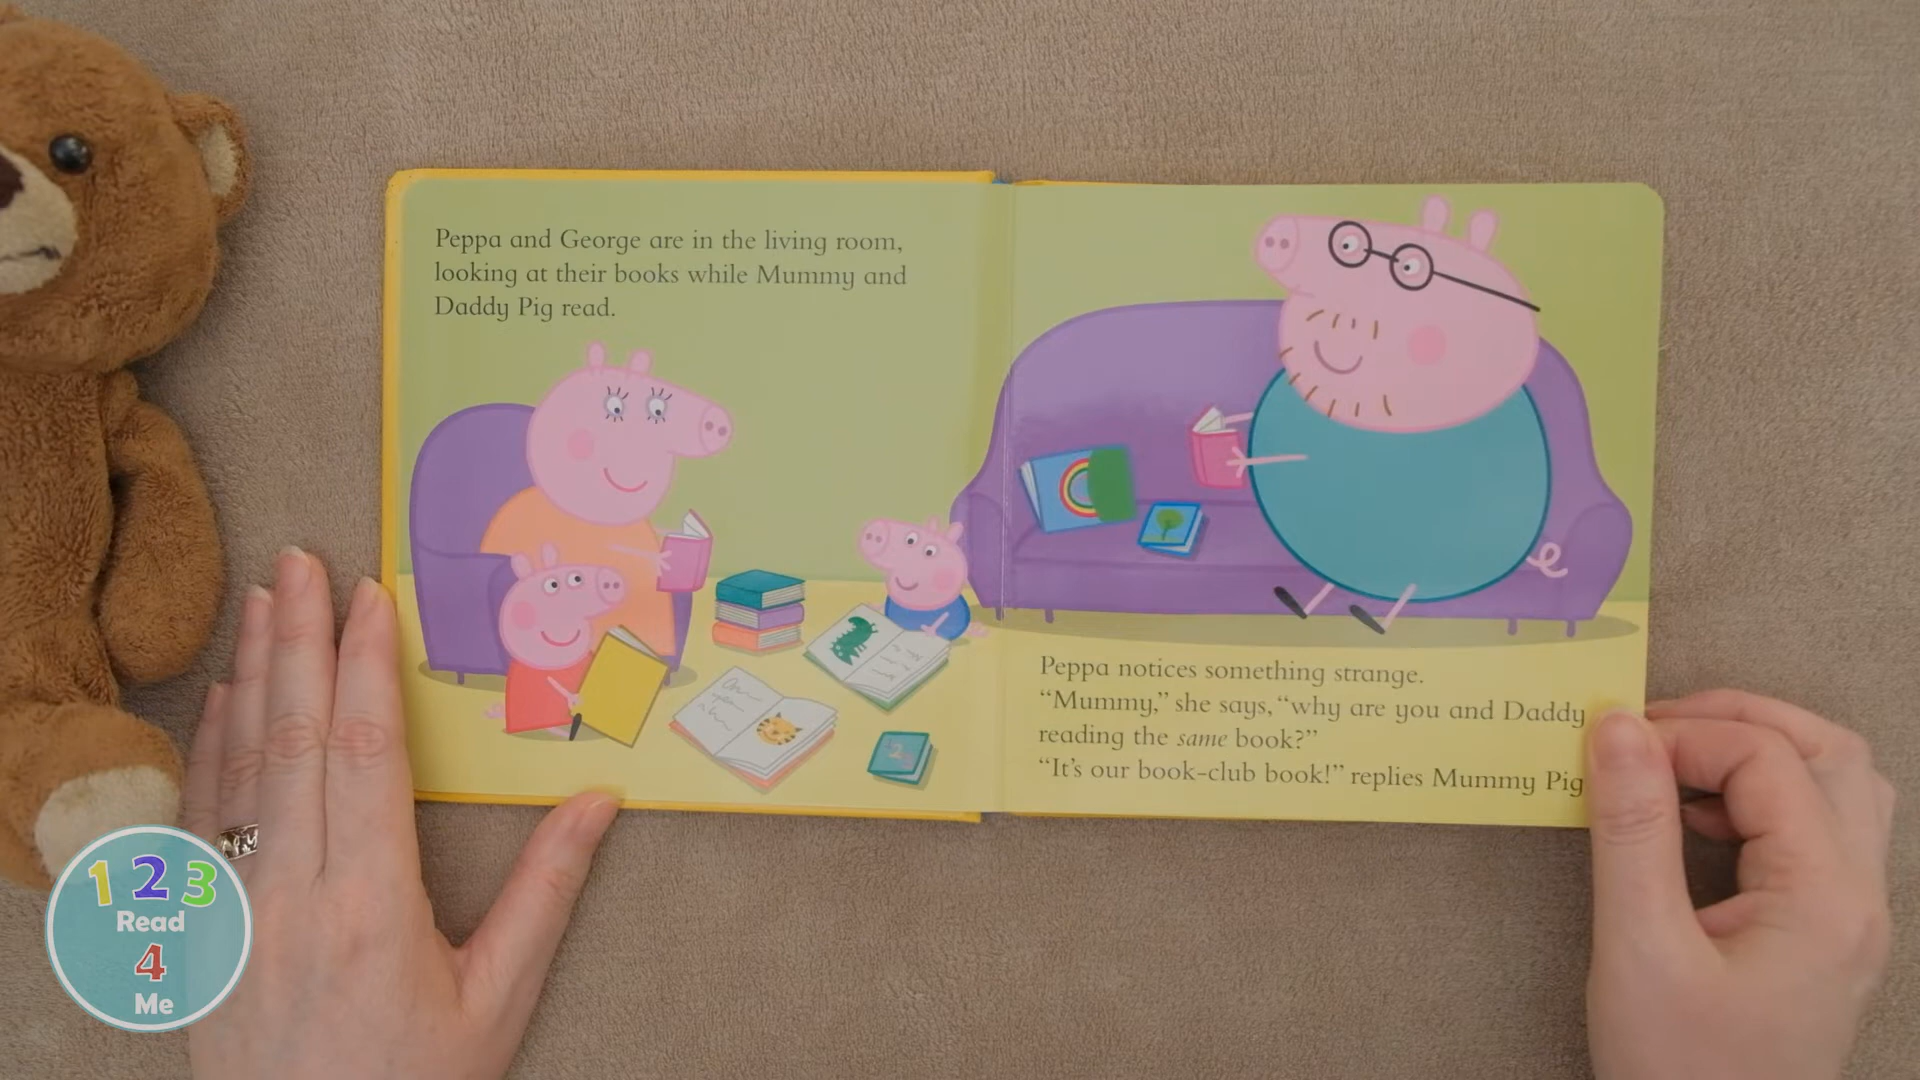 Peppa and George are in the living room,
looking at their books while Mummy and
Daddy Pig read.
Peppa notices something strange.
“Mummy,” she says, “why are you and Daddy
reading the same book?”
“It’s our book-club book!” replies Mummy Pig
1 2 3
Read
4
Me